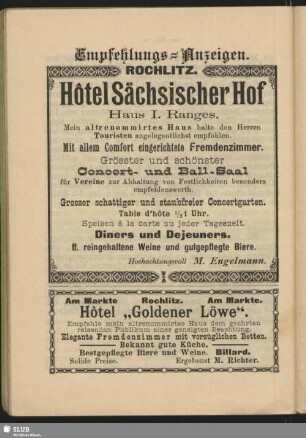 Empfehlungs-Anzeigen.
ROCHLITZ.
Hôtel Sächsischer Hof
Haus I. Ranges.
Mein altrenommirtes Haus halte den Herren
Touristen angelegentlichst empfohlen.
Mit allem Comfort eingerichtete Fremdenzimmer.
Grösster und schönster
Concert- und Ball-Saal
für Vereine zur Abhaltung von Festlichkeiten besonders
empfehlenswerth.
Grosser schattiger und staubfreier Concertgarten.
Table d'hôte ½1 Uhr.
Speisen à la carte zu jeder Tageszeit.
Diners und Dejeuners.
ff. reingehaltene Weine und gutgepflegte Biere.
Hochachtungsvoll M. Engelmann.
Am Markte Rochlitz. Am Markte.
Hôtel „Goldener Löwe".
Empfehle mein altrenommirtes Haus dem geehrten
reisenden Publikum einer geneigten Beachtung.
Elegante Fremdenzimmer mit vorzüglichen Betten.
Bekannt gute Küche.
Bestgepflegte Biere und Weine. Billard.
Solide Preise. Ergebenst M. Richter.
SLUB